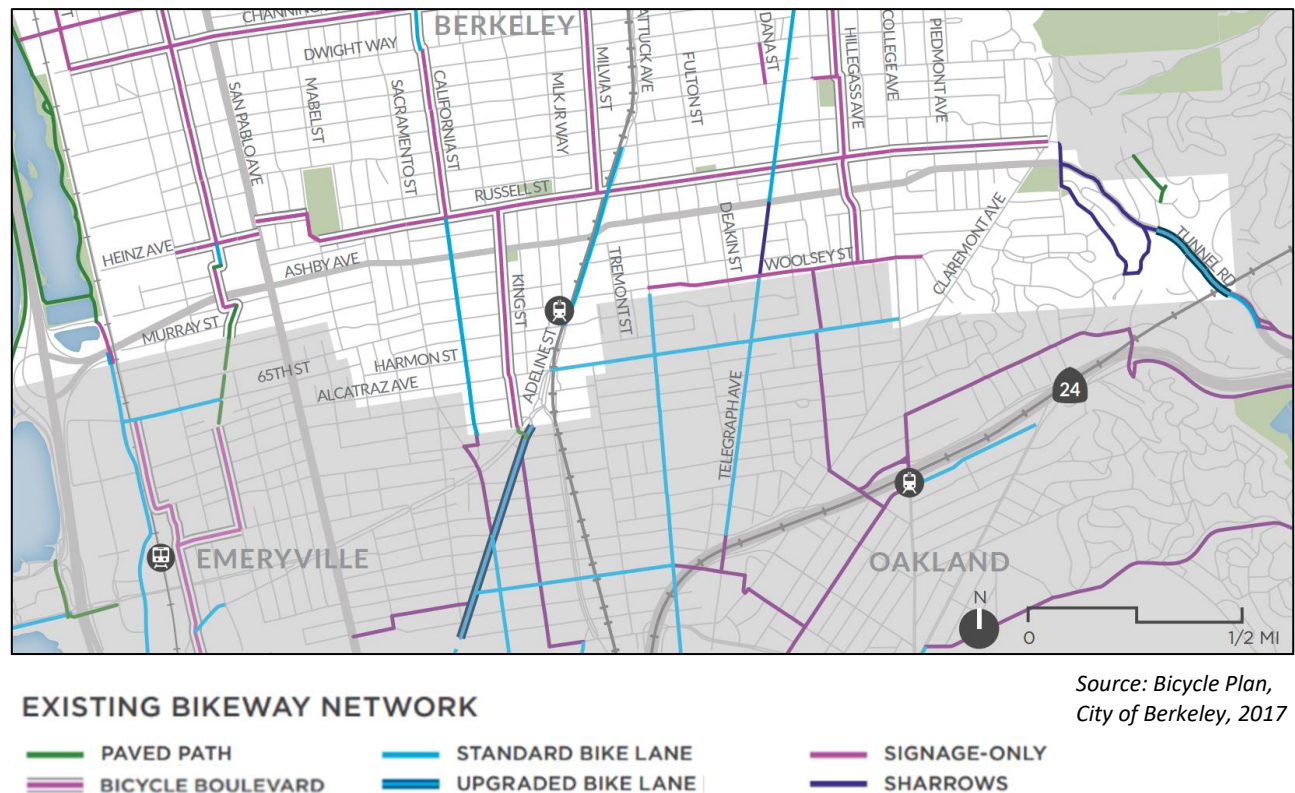 CHANNING
BERKELEY
DWIGHT WAY
SAN PABLO AVE
MABEL ST
SACRAMENTO ST
CALIFORNIA ST
MLK JR WAY
MILVIA ST
ATTUCK AVE
FULTON ST
DANA ST
HILLEGASS AVE
COLLEGE AVE
PIEDMONT AVE
RUSSELL ST
HEINZ AVE
ASHBY AVE
KING ST
TREMONT ST
DEAKIN ST
WOOLSEY ST
CLAREMONT AVE
TUNNEL RD
MURRAY ST
65TH ST
HARMON ST
ALCATRAZ AVE
ADELINE ST
TELEGRAPH AVE
24
EMERYVILLE
OAKLAND
N
0
1/2 MI
Source: Bicycle Plan,
City of Berkeley, 2017
EXISTING BIKEWAY NETWORK
PAVED PATH
STANDARD BIKE LANE
SIGNAGE-ONLY
BICYCLE BOULEVARD
UPGRADED BIKE LANE
SHARROWS